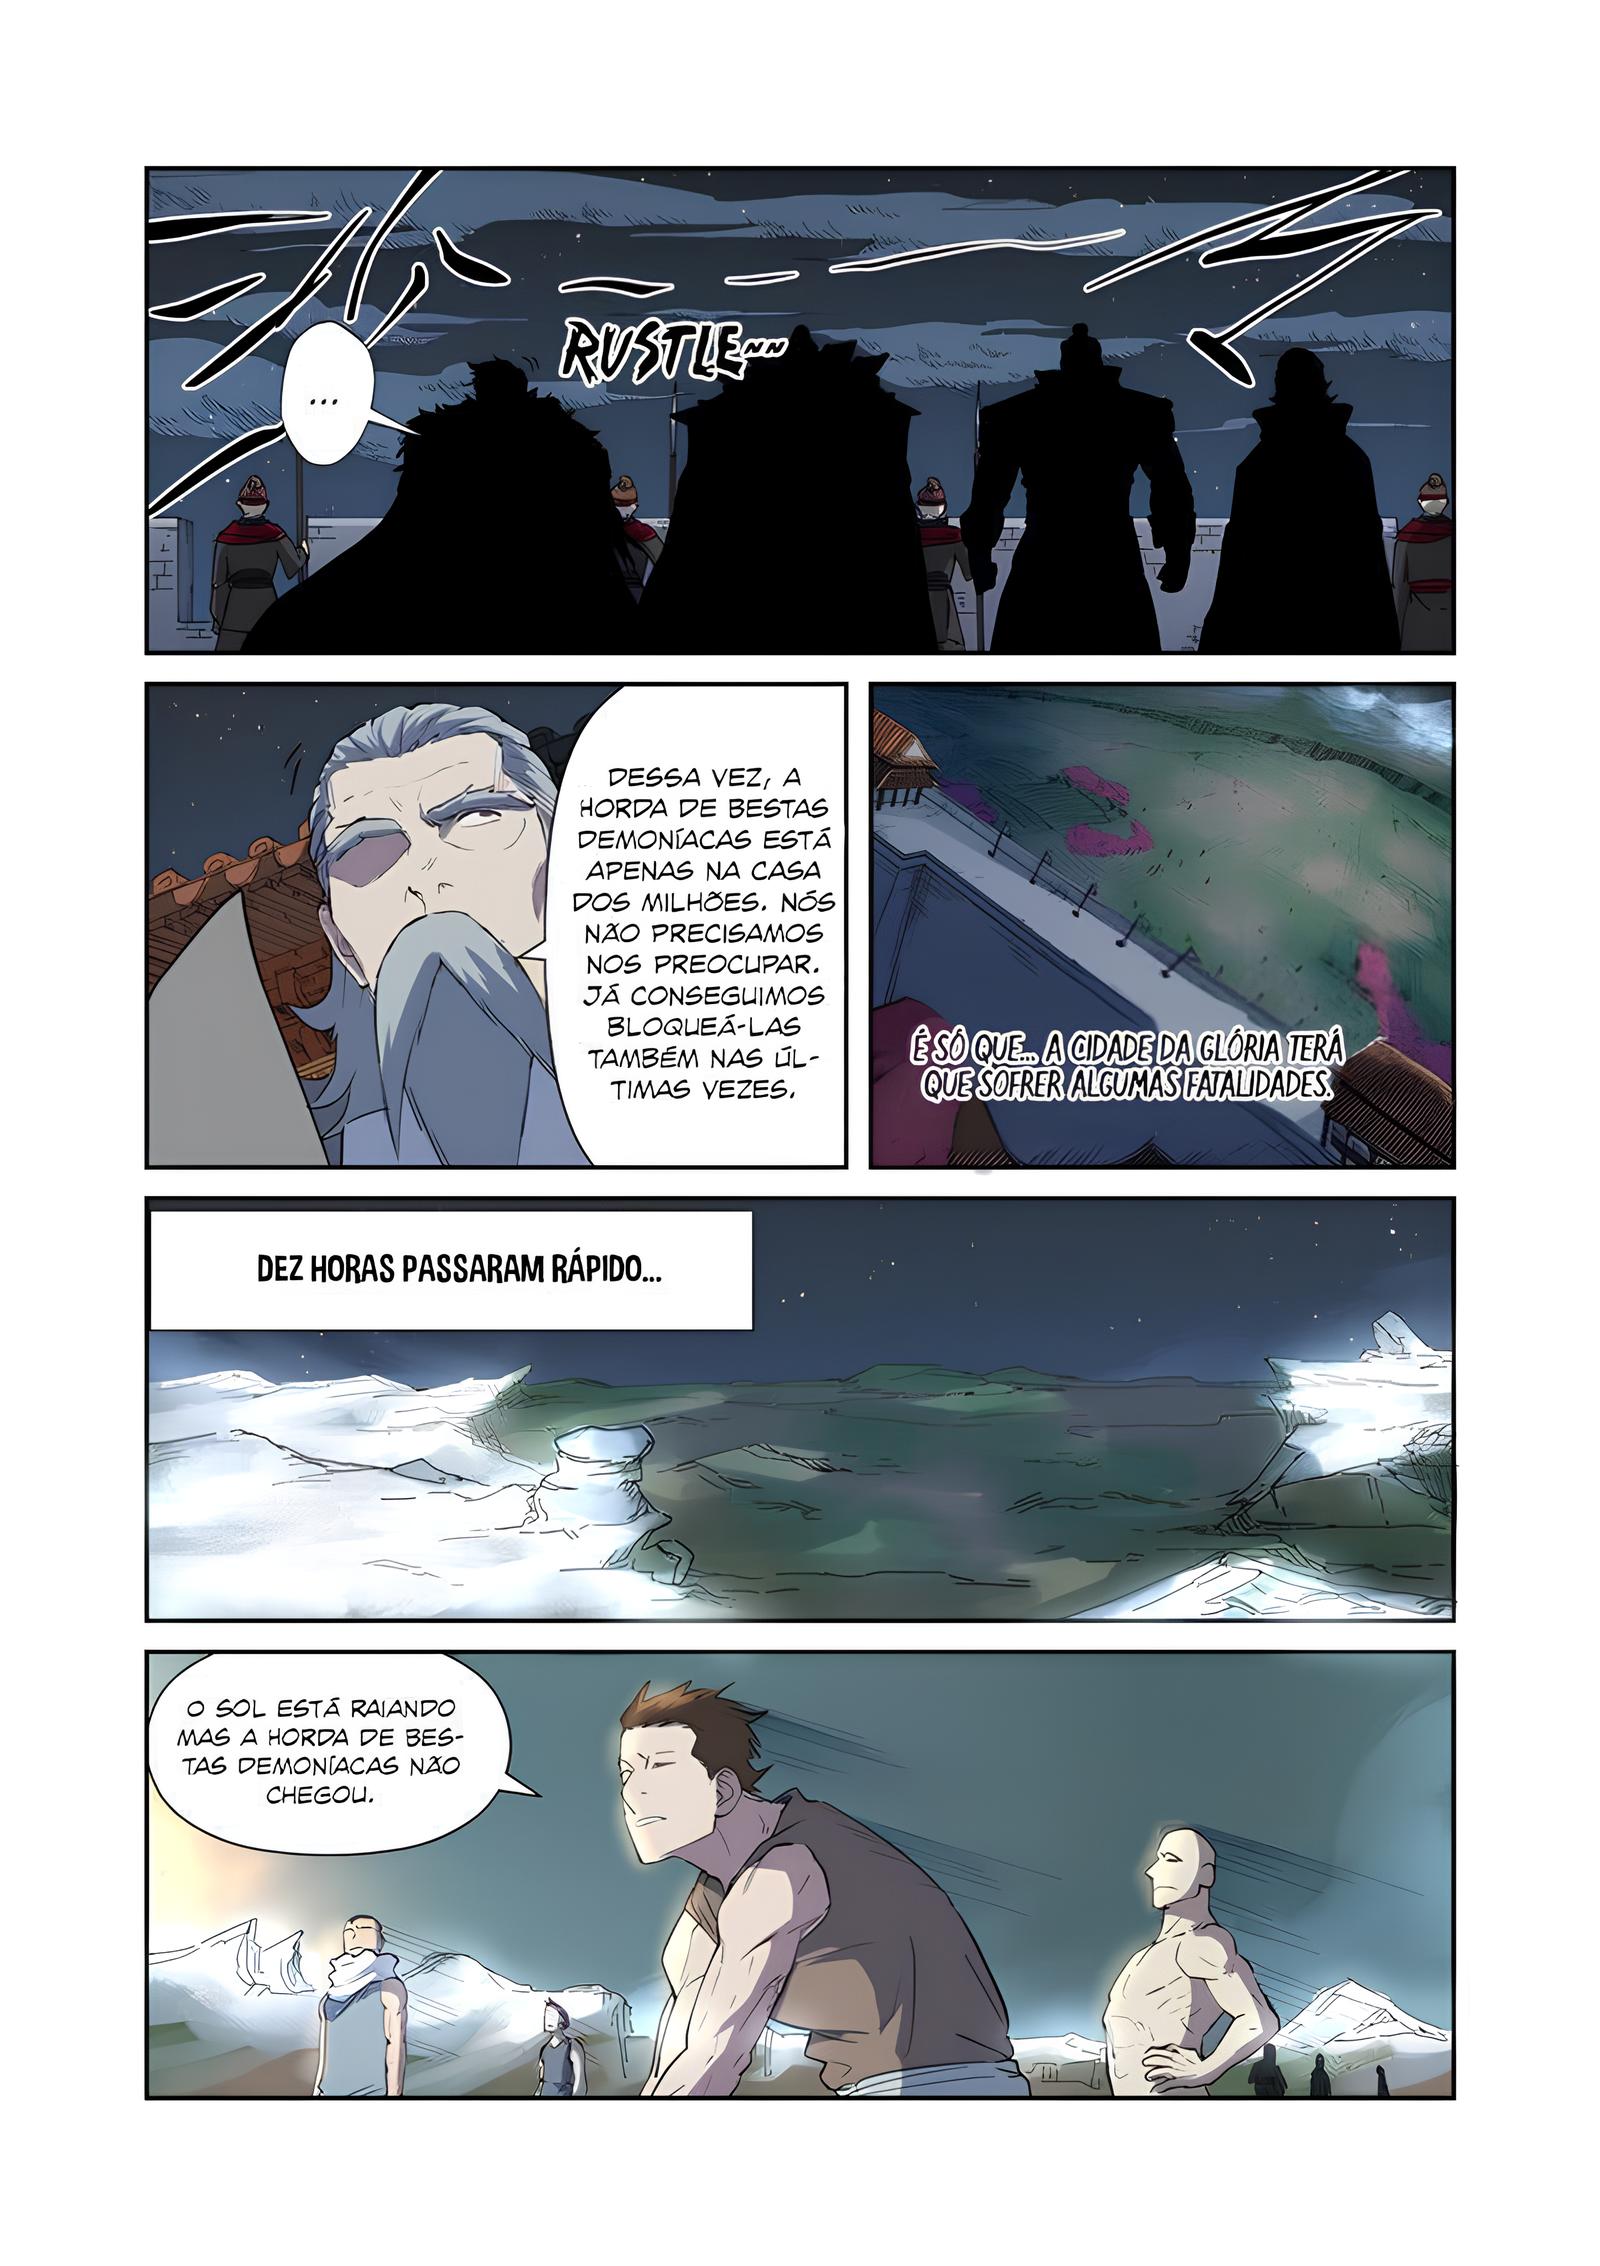 ...
RUSTLE~~
DESSA VEZ, A
HORDA DE BESTAS
DEMONÍACAS ESTÁ
APENAS NA CASA
DOS MILHÕES. NÓS
NÃO PRECISAMOS
NOS PREOCUPAR.
JÁ CONSEGUIMOS
BLOQUEÁ-LAS
TAMBÉM NAS ÚL-
TIMAS VEZES.
É SÓ QUE... A CIDADE DA GLÓRIA TERÁ
QUE SOFRER ALGUMAS FATALIDADES.
DEZ HORAS PASSARAM RÁPIDO...
O SOL ESTÁ RAIANDO
MAS A HORDA DE BES-
TAS DEMONÍACAS NÃO
CHEGOU.